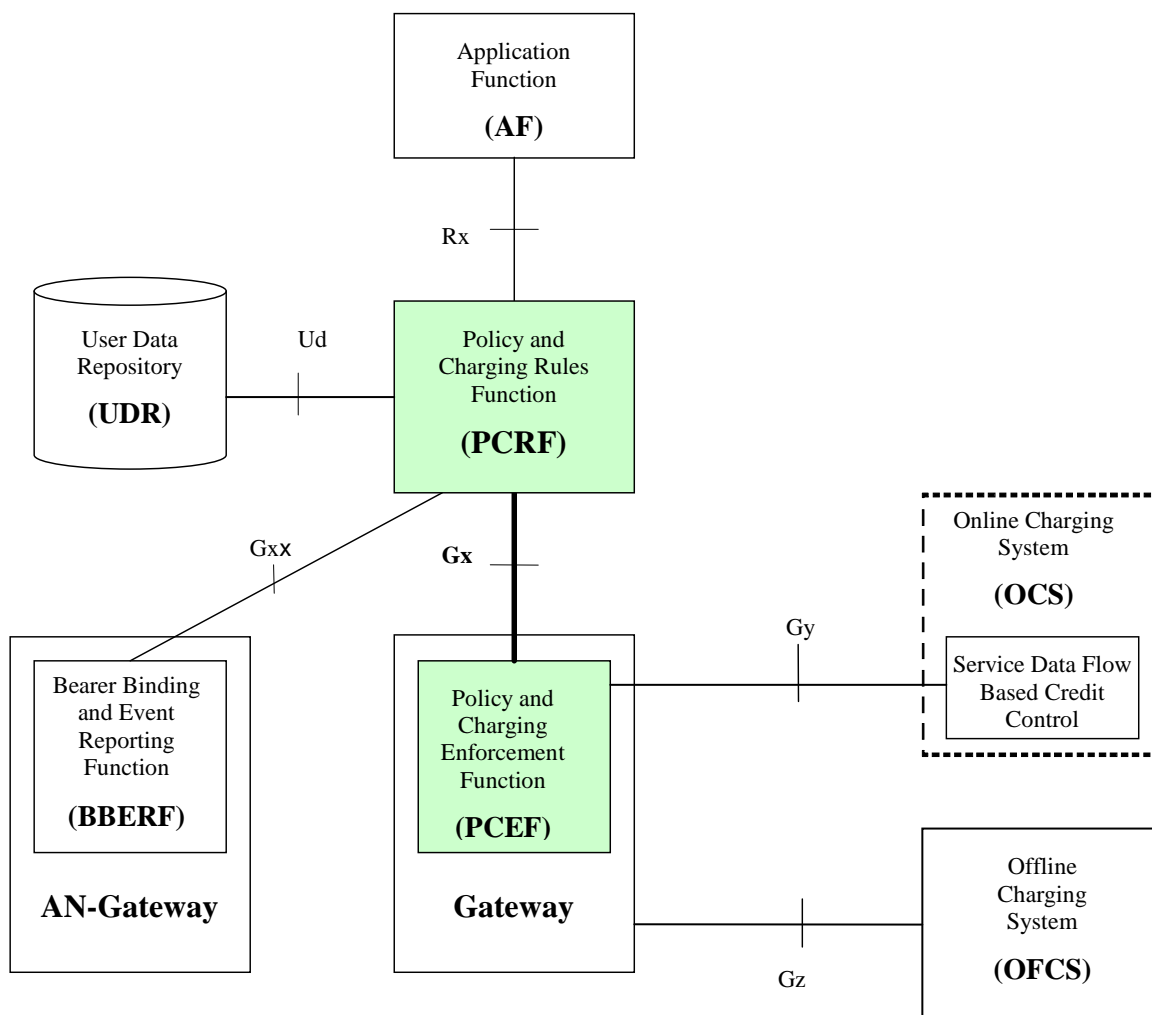 Application
Function
(AF)
Rx
User Data
Repository
(UDR)
Ud
Policy and
Charging Rules
Function
(PCRF)
Gxx
Gx
Online Charging
System
(OCS)
Service Data Flow
Based Credit
Control
Gy
Bearer Binding
and Event
Reporting
Function
(BBERF)
AN-Gateway
Policy and
Charging
Enforcement
Function
(PCEF)
Gateway
Offline
Charging
System
(OFCS)
Gz